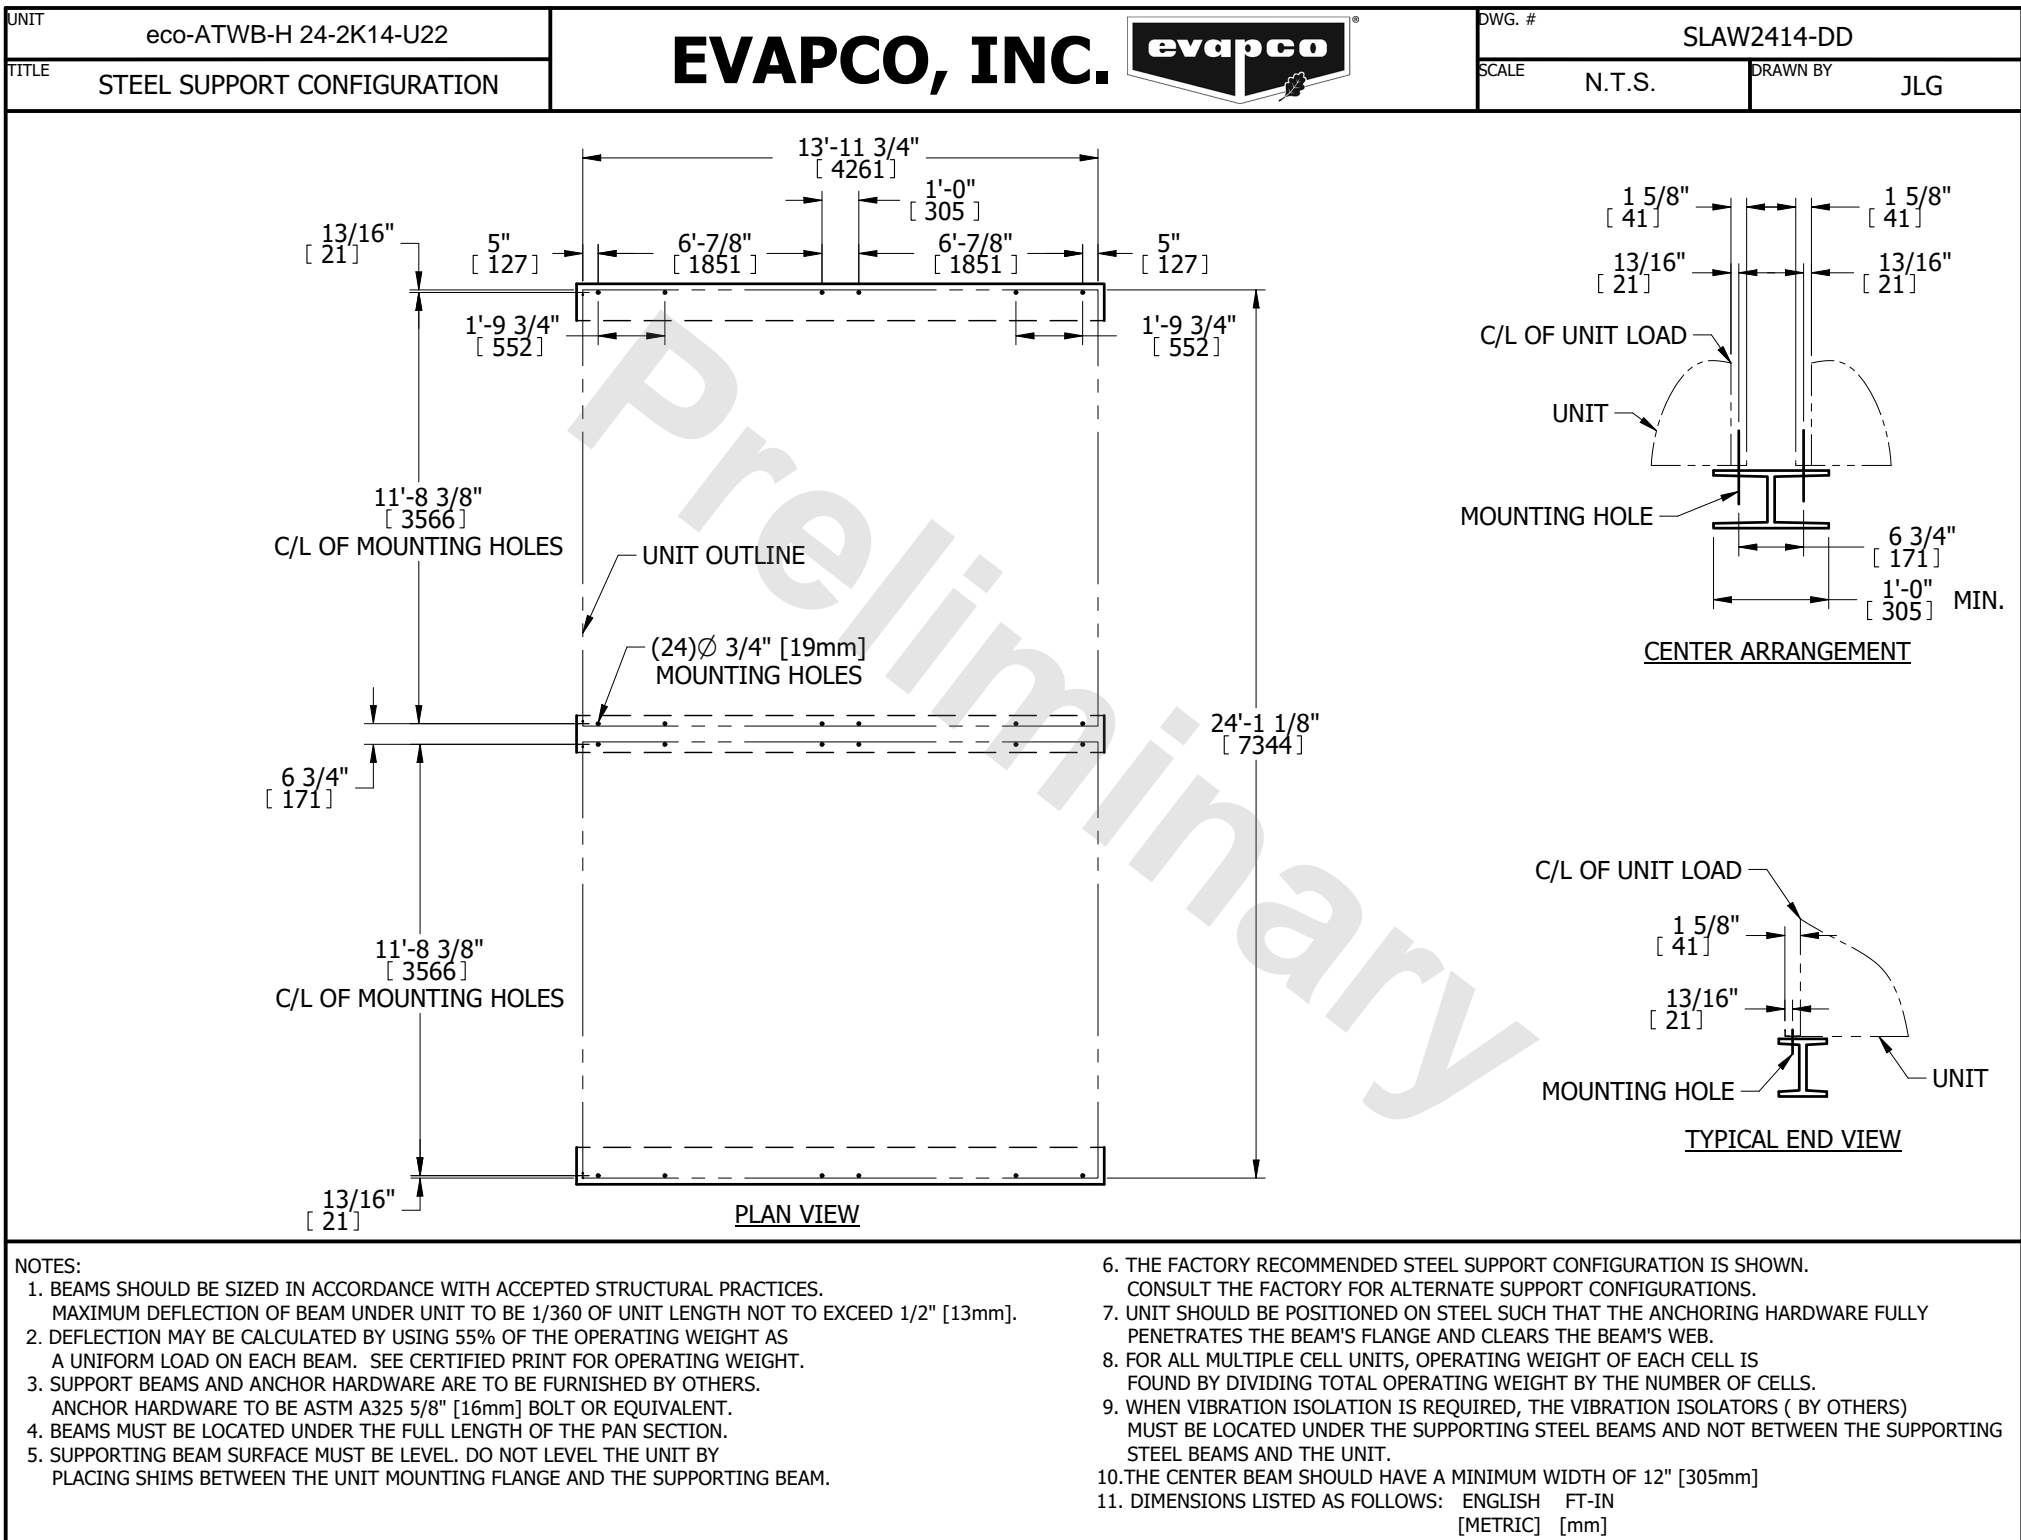 UNIT
eco-ATWB-H 24-2K14-U22
TITLE
STEEL SUPPORT CONFIGURATION
EVAPCO, INC.
evapco
®
DWG. #
SLAW2414-DD
SCALE
N.T.S.
DRAWN BY
JLG
13'-11 3/4"
[ 4261]
1'-0"
[ 305 ]
13/16"
[ 21]
5"
[ 127]
6'-7/8"
[ 1851 ]
6'-7/8"
[ 1851 ]
5"
[ 127]
1'-9 3/4"
[ 552]
1'-9 3/4"
[ 552]
11'-8 3/8"
[ 3566]
C/L OF MOUNTING HOLES
UNIT OUTLINE
(24)∅ 3/4" [19mm]
MOUNTING HOLES
6 3/4"
[ 171]
24'-1 1/8"
[ 7344]
11'-8 3/8"
[ 3566]
C/L OF MOUNTING HOLES
13/16"
[ 21]
PLAN VIEW
Preliminary
1 5/8"
[ 41]
1 5/8"
[ 41]
13/16"
[ 21]
13/16"
[ 21]
C/L OF UNIT LOAD
UNIT
MOUNTING HOLE
6 3/4"
[ 171]
1'-0"
[ 305] MIN.
CENTER ARRANGEMENT
C/L OF UNIT LOAD
1 5/8"
[ 41]
13/16"
[ 21]
MOUNTING HOLE
UNIT
TYPICAL END VIEW
NOTES:
1. BEAMS SHOULD BE SIZED IN ACCORDANCE WITH ACCEPTED STRUCTURAL PRACTICES.
MAXIMUM DEFLECTION OF BEAM UNDER UNIT TO BE 1/360 OF UNIT LENGTH NOT TO EXCEED 1/2" [13mm].
2. DEFLECTION MAY BE CALCULATED BY USING 55% OF THE OPERATING WEIGHT AS
A UNIFORM LOAD ON EACH BEAM. SEE CERTIFIED PRINT FOR OPERATING WEIGHT.
3. SUPPORT BEAMS AND ANCHOR HARDWARE ARE TO BE FURNISHED BY OTHERS.
ANCHOR HARDWARE TO BE ASTM A325 5/8" [16mm] BOLT OR EQUIVALENT.
4. BEAMS MUST BE LOCATED UNDER THE FULL LENGTH OF THE PAN SECTION.
5. SUPPORTING BEAM SURFACE MUST BE LEVEL. DO NOT LEVEL THE UNIT BY
PLACING SHIMS BETWEEN THE UNIT MOUNTING FLANGE AND THE SUPPORTING BEAM.
6. THE FACTORY RECOMMENDED STEEL SUPPORT CONFIGURATION IS SHOWN.
CONSULT THE FACTORY FOR ALTERNATE SUPPORT CONFIGURATIONS.
7. UNIT SHOULD BE POSITIONED ON STEEL SUCH THAT THE ANCHORING HARDWARE FULLY
PENETRATES THE BEAM'S FLANGE AND CLEARS THE BEAM'S WEB.
8. FOR ALL MULTIPLE CELL UNITS, OPERATING WEIGHT OF EACH CELL IS
FOUND BY DIVIDING TOTAL OPERATING WEIGHT BY THE NUMBER OF CELLS.
9. WHEN VIBRATION ISOLATION IS REQUIRED, THE VIBRATION ISOLATORS ( BY OTHERS)
MUST BE LOCATED UNDER THE SUPPORTING STEEL BEAMS AND NOT BETWEEN THE SUPPORTING
STEEL BEAMS AND THE UNIT.
10.THE CENTER BEAM SHOULD HAVE A MINIMUM WIDTH OF 12" [305mm]
11. DIMENSIONS LISTED AS FOLLOWS: ENGLISH FT-IN
[METRIC] [mm]